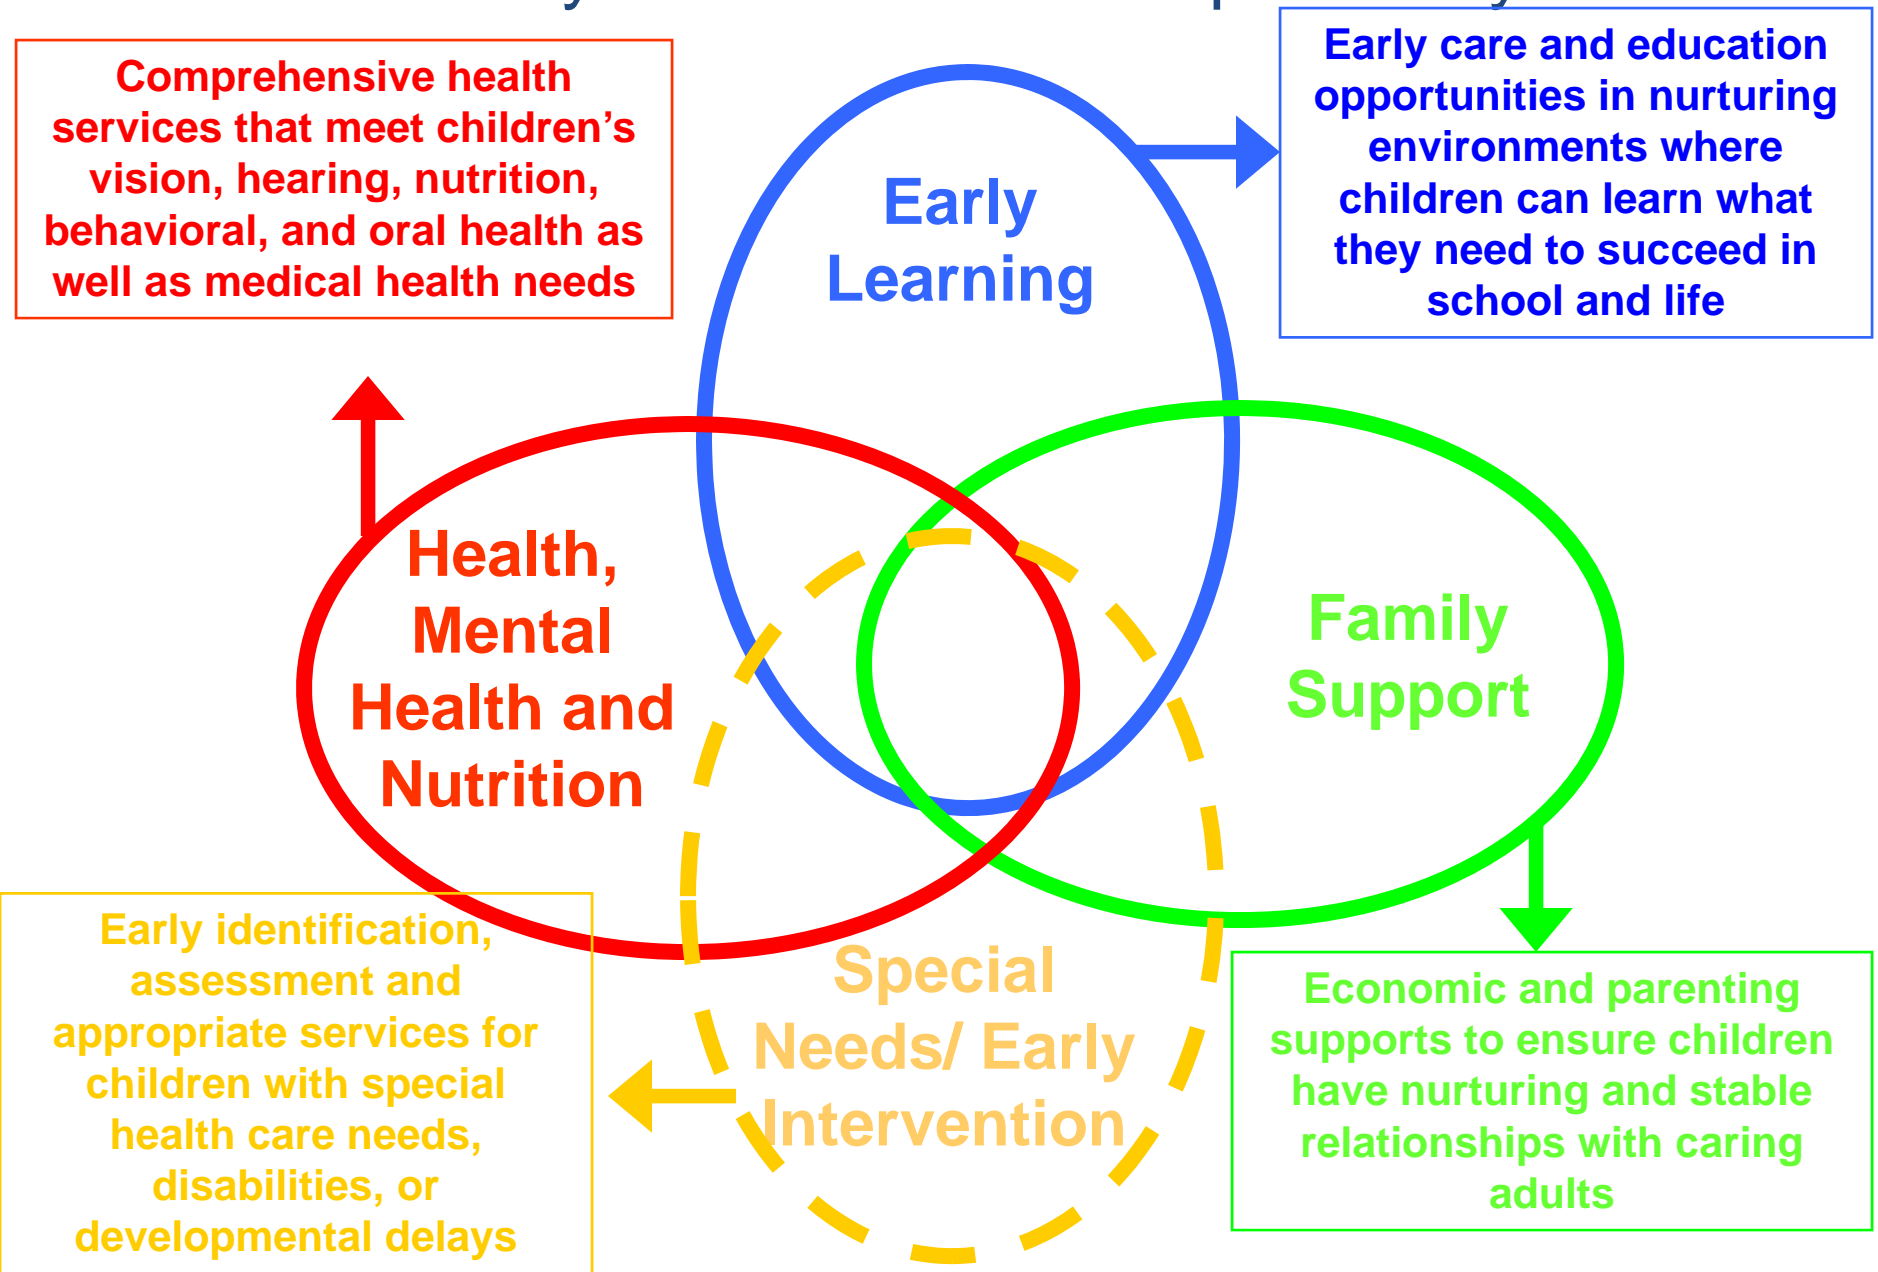 Comprehensive health
services that meet children’s
vision, hearing, nutrition,
behavioral, and oral health as
well as medical health needs
Early care and education
opportunities in nurturing
environments where
children can learn what
they need to succeed in
school and life
Early
Learning
Health,
Mental
Health and
Nutrition
Family
Support
Special
Needs/ Early
Intervention
Early identification,
assessment and
appropriate services for
children with special
health care needs,
disabilities, or
developmental delays
Economic and parenting
supports to ensure children
have nurturing and stable
relationships with caring
adults